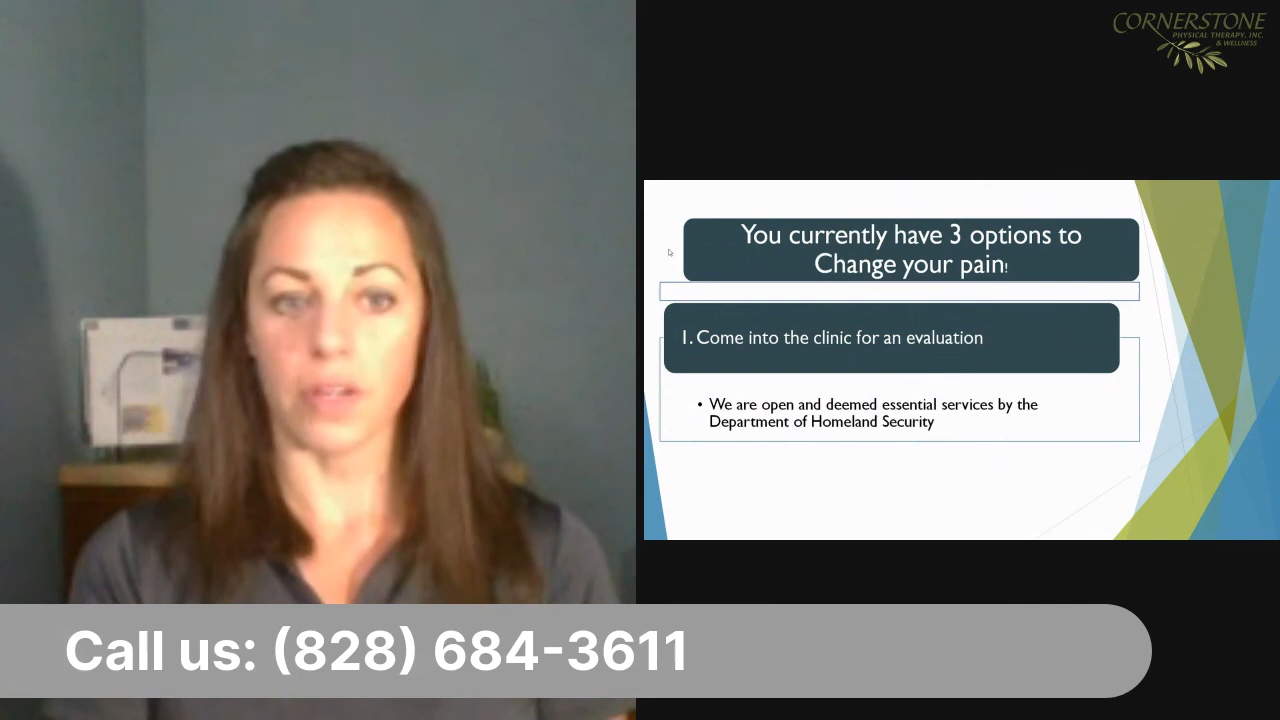 CORNERSTONE
PHYSICAL THERAPY, INC.
& WELLNESS
You currently have 3 options to
Change your pain!
1. Come into the clinic for an evaluation
• We are open and deemed essential services by the
Department of Homeland Security
Call us: (828) 684-3611